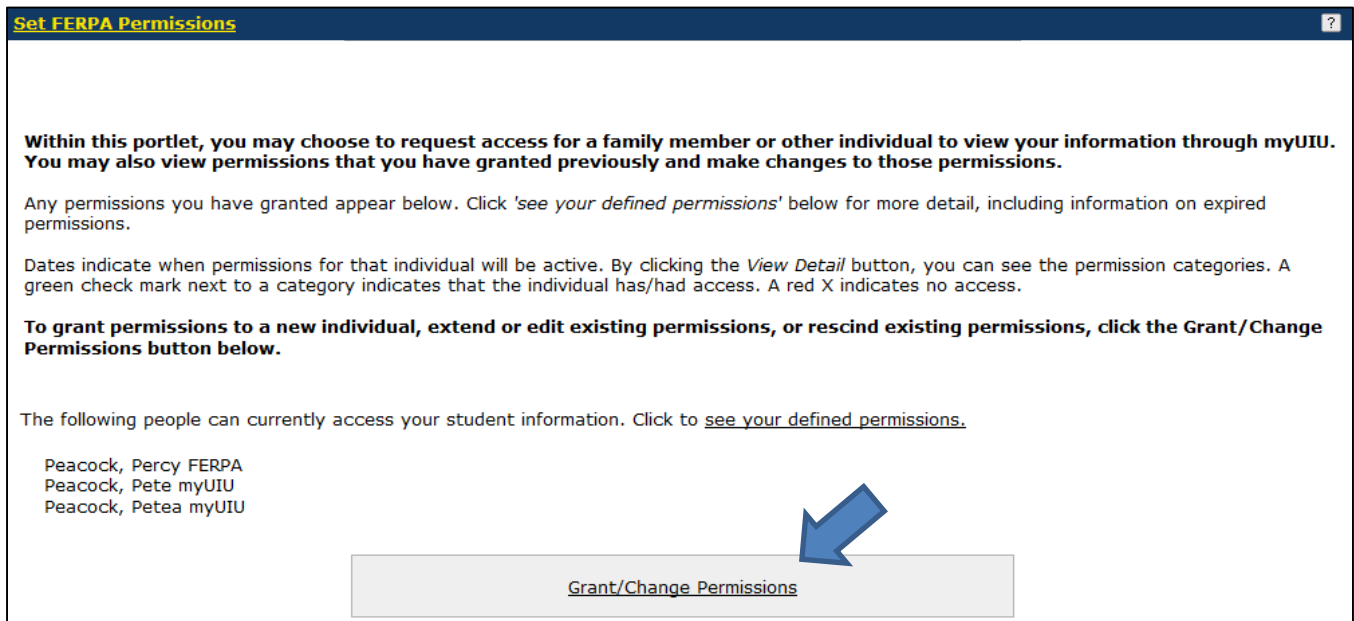 Set FERPA Permissions ?
Within this portlet, you may choose to request access for a family member or other individual to view your information through myUIU.
You may also view permissions that you have granted previously and make changes to those permissions.
Any permissions you have granted appear below. Click 'see your defined permissions' below for more detail, including information on expired
permissions.
Dates indicate when permissions for that individual will be active. By clicking the View Detail button, you can see the permission categories. A
green check mark next to a category indicates that the individual has/had access. A red X indicates no access.
To grant permissions to a new individual, extend or edit existing permissions, or rescind existing permissions, click the Grant/Change
Permissions button below.
The following people can currently access your student information. Click to see your defined permissions.
Peacock, Percy FERPA
Peacock, Pete myUIU
Peacock, Petea myUIU
Grant/Change Permissions